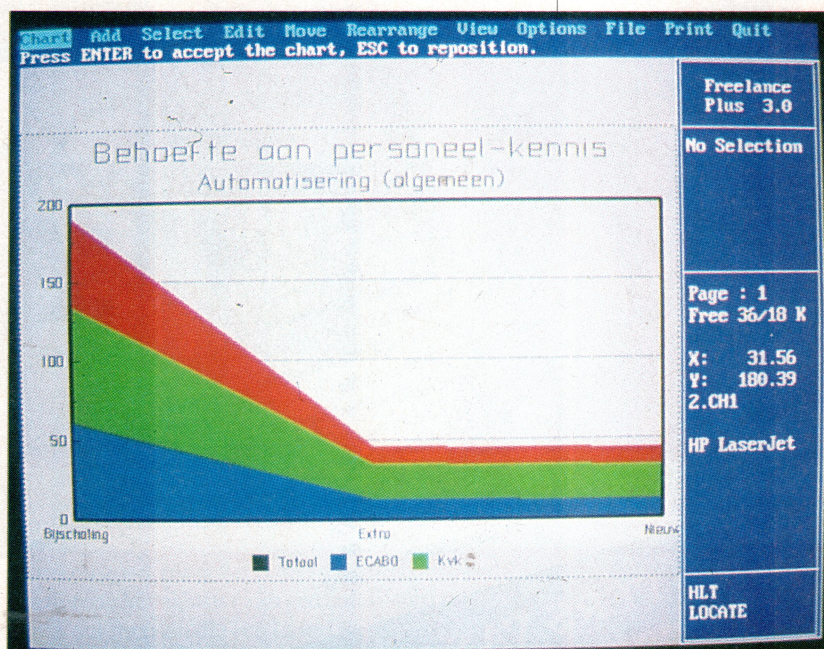 Chart Add Select Edit Move Rearrange View Options File Print Quit
Press ENTER to accept the chart, ESC to reposition.
Freelance
Plus 3.0
No Selection
Page : 1
Free 36/18 K
X: 31.56
Y: 180.39
2.CH1
HP LaserJet
HLT
LOCATE
Behoefte aan personeel-kennis
Automatisering (algemeen)
200
150
100
50
0
Bijscholing Extra Nieuw
Totaal ECABO KvK